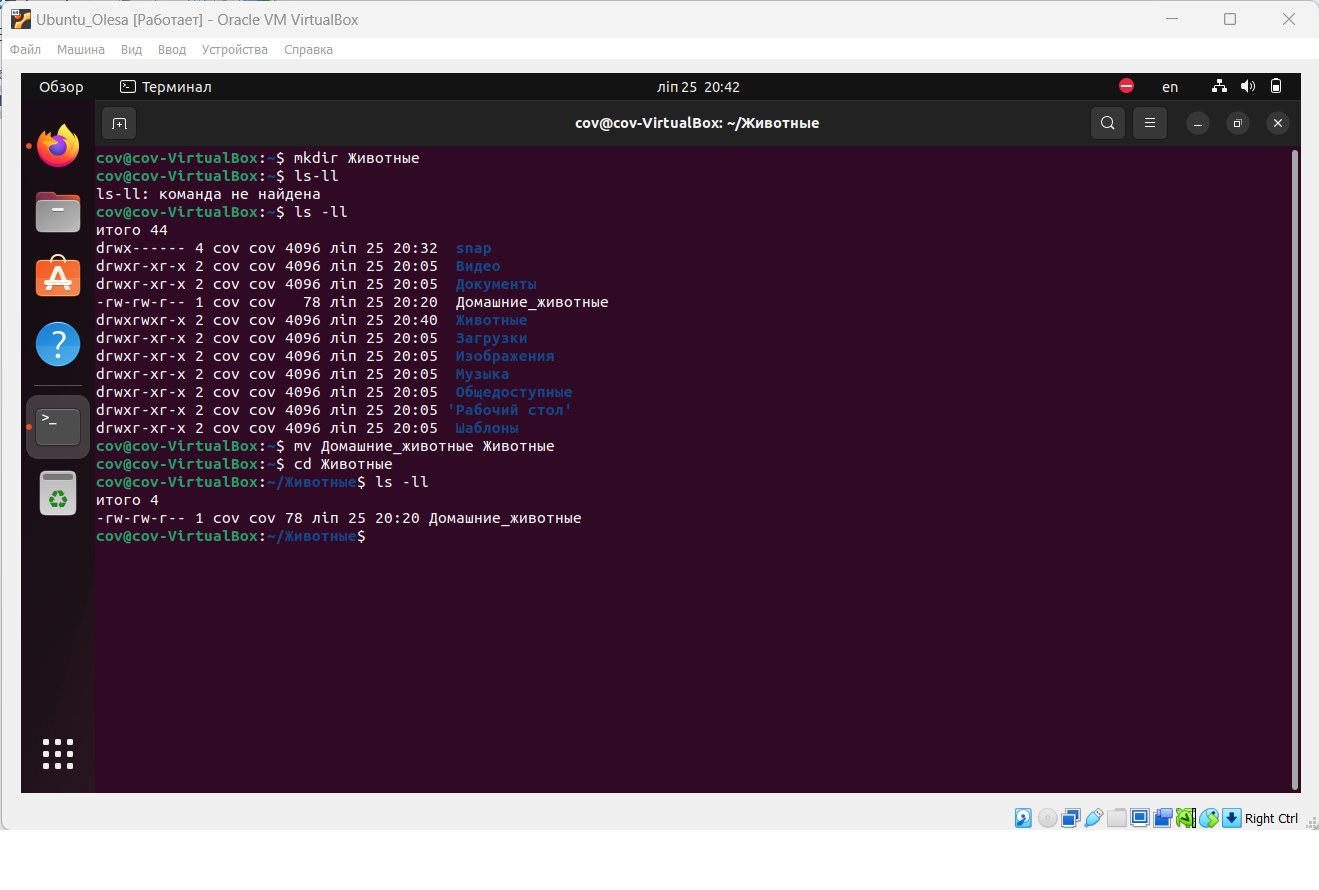 Ubuntu_Olesa [Работает] - Oracle VM VirtualBox
Файл Машина Вид Ввод Устройства Справка
Обзор Терминал ліп 25 20:42 en
cov@cov-VirtualBox: ~/Животные
cov@cov-VirtualBox:~$ mkdir Животные
cov@cov-VirtualBox:~$ ls-ll
ls-ll: команда не найдена
cov@cov-VirtualBox:~$ ls -ll
итого 44
drwx------ 4 cov cov 4096 ліп 25 20:32  snap
drwxr-xr-x 2 cov cov 4096 ліп 25 20:05  Видео
drwxr-xr-x 2 cov cov 4096 ліп 25 20:05  Документы
-rw-rw-r-- 1 cov cov   78 ліп 25 20:20  Домашние_животные
drwxrwxr-x 2 cov cov 4096 ліп 25 20:40  Животные
drwxr-xr-x 2 cov cov 4096 ліп 25 20:05  Загрузки
drwxr-xr-x 2 cov cov 4096 ліп 25 20:05  Изображения
drwxr-xr-x 2 cov cov 4096 ліп 25 20:05  Музыка
drwxr-xr-x 2 cov cov 4096 ліп 25 20:05  Общедоступные
drwxr-xr-x 2 cov cov 4096 ліп 25 20:05 'Рабочий стол'
drwxr-xr-x 2 cov cov 4096 ліп 25 20:05  Шаблоны
cov@cov-VirtualBox:~$ mv Домашние_животные Животные
cov@cov-VirtualBox:~$ cd Животные
cov@cov-VirtualBox:~/Животные$ ls -ll
итого 4
-rw-rw-r-- 1 cov cov 78 ліп 25 20:20 Домашние_животные
cov@cov-VirtualBox:~/Животные$
Right Ctrl